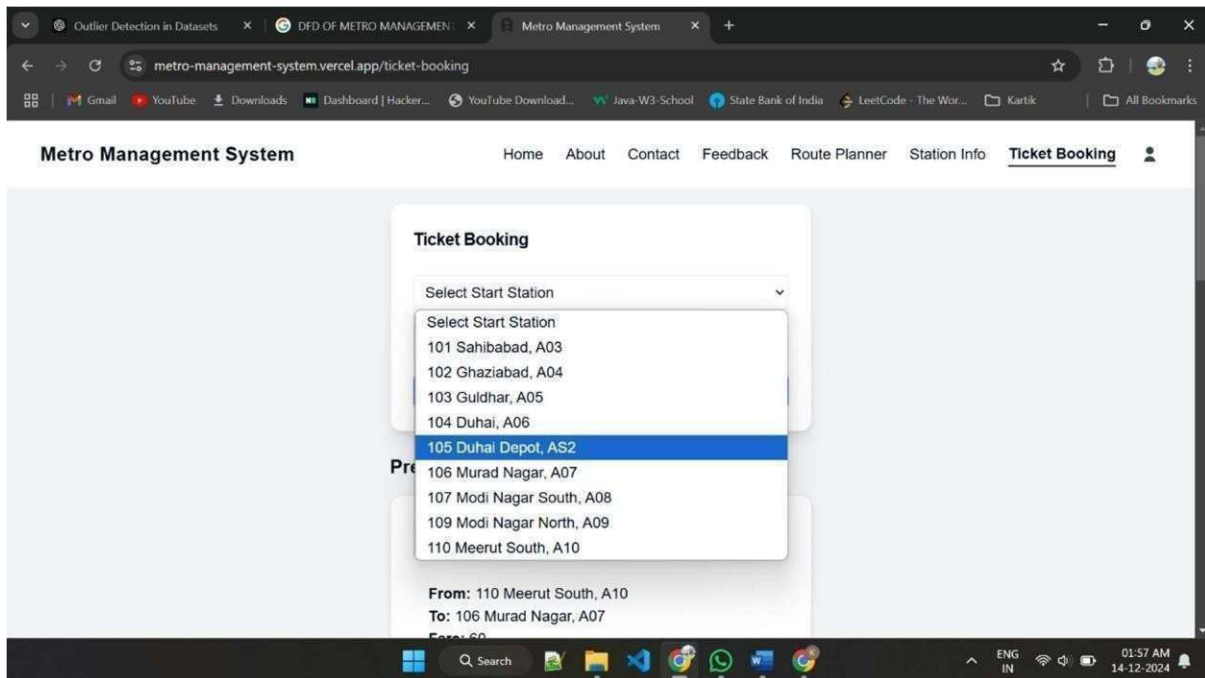 Outlier Detection in Datasets
DFD OF METRO MANAGEMEN
Metro Management System
metro-management-system.vercel.app/ticket-booking
Gmail YouTube Downloads Dashboard | Hacker... YouTube Download... Java-W3-School State Bank of India LeetCode - The Wor... Kartik All Bookmarks
Metro Management System Home About Contact Feedback Route Planner Station Info Ticket Booking
Ticket Booking
Select Start Station
Select Start Station
101 Sahibabad, A03
102 Ghaziabad, A04
103 Guldhar, A05
104 Duhai, A06
105 Duhai Depot, AS2
Pre
106 Murad Nagar, A07
107 Modi Nagar South, A08
109 Modi Nagar North, A09
110 Meerut South, A10
From: 110 Meerut South, A10
To: 106 Murad Nagar, A07
Fare: 60
Search
ENG
IN
01:57 AM
14-12-2024